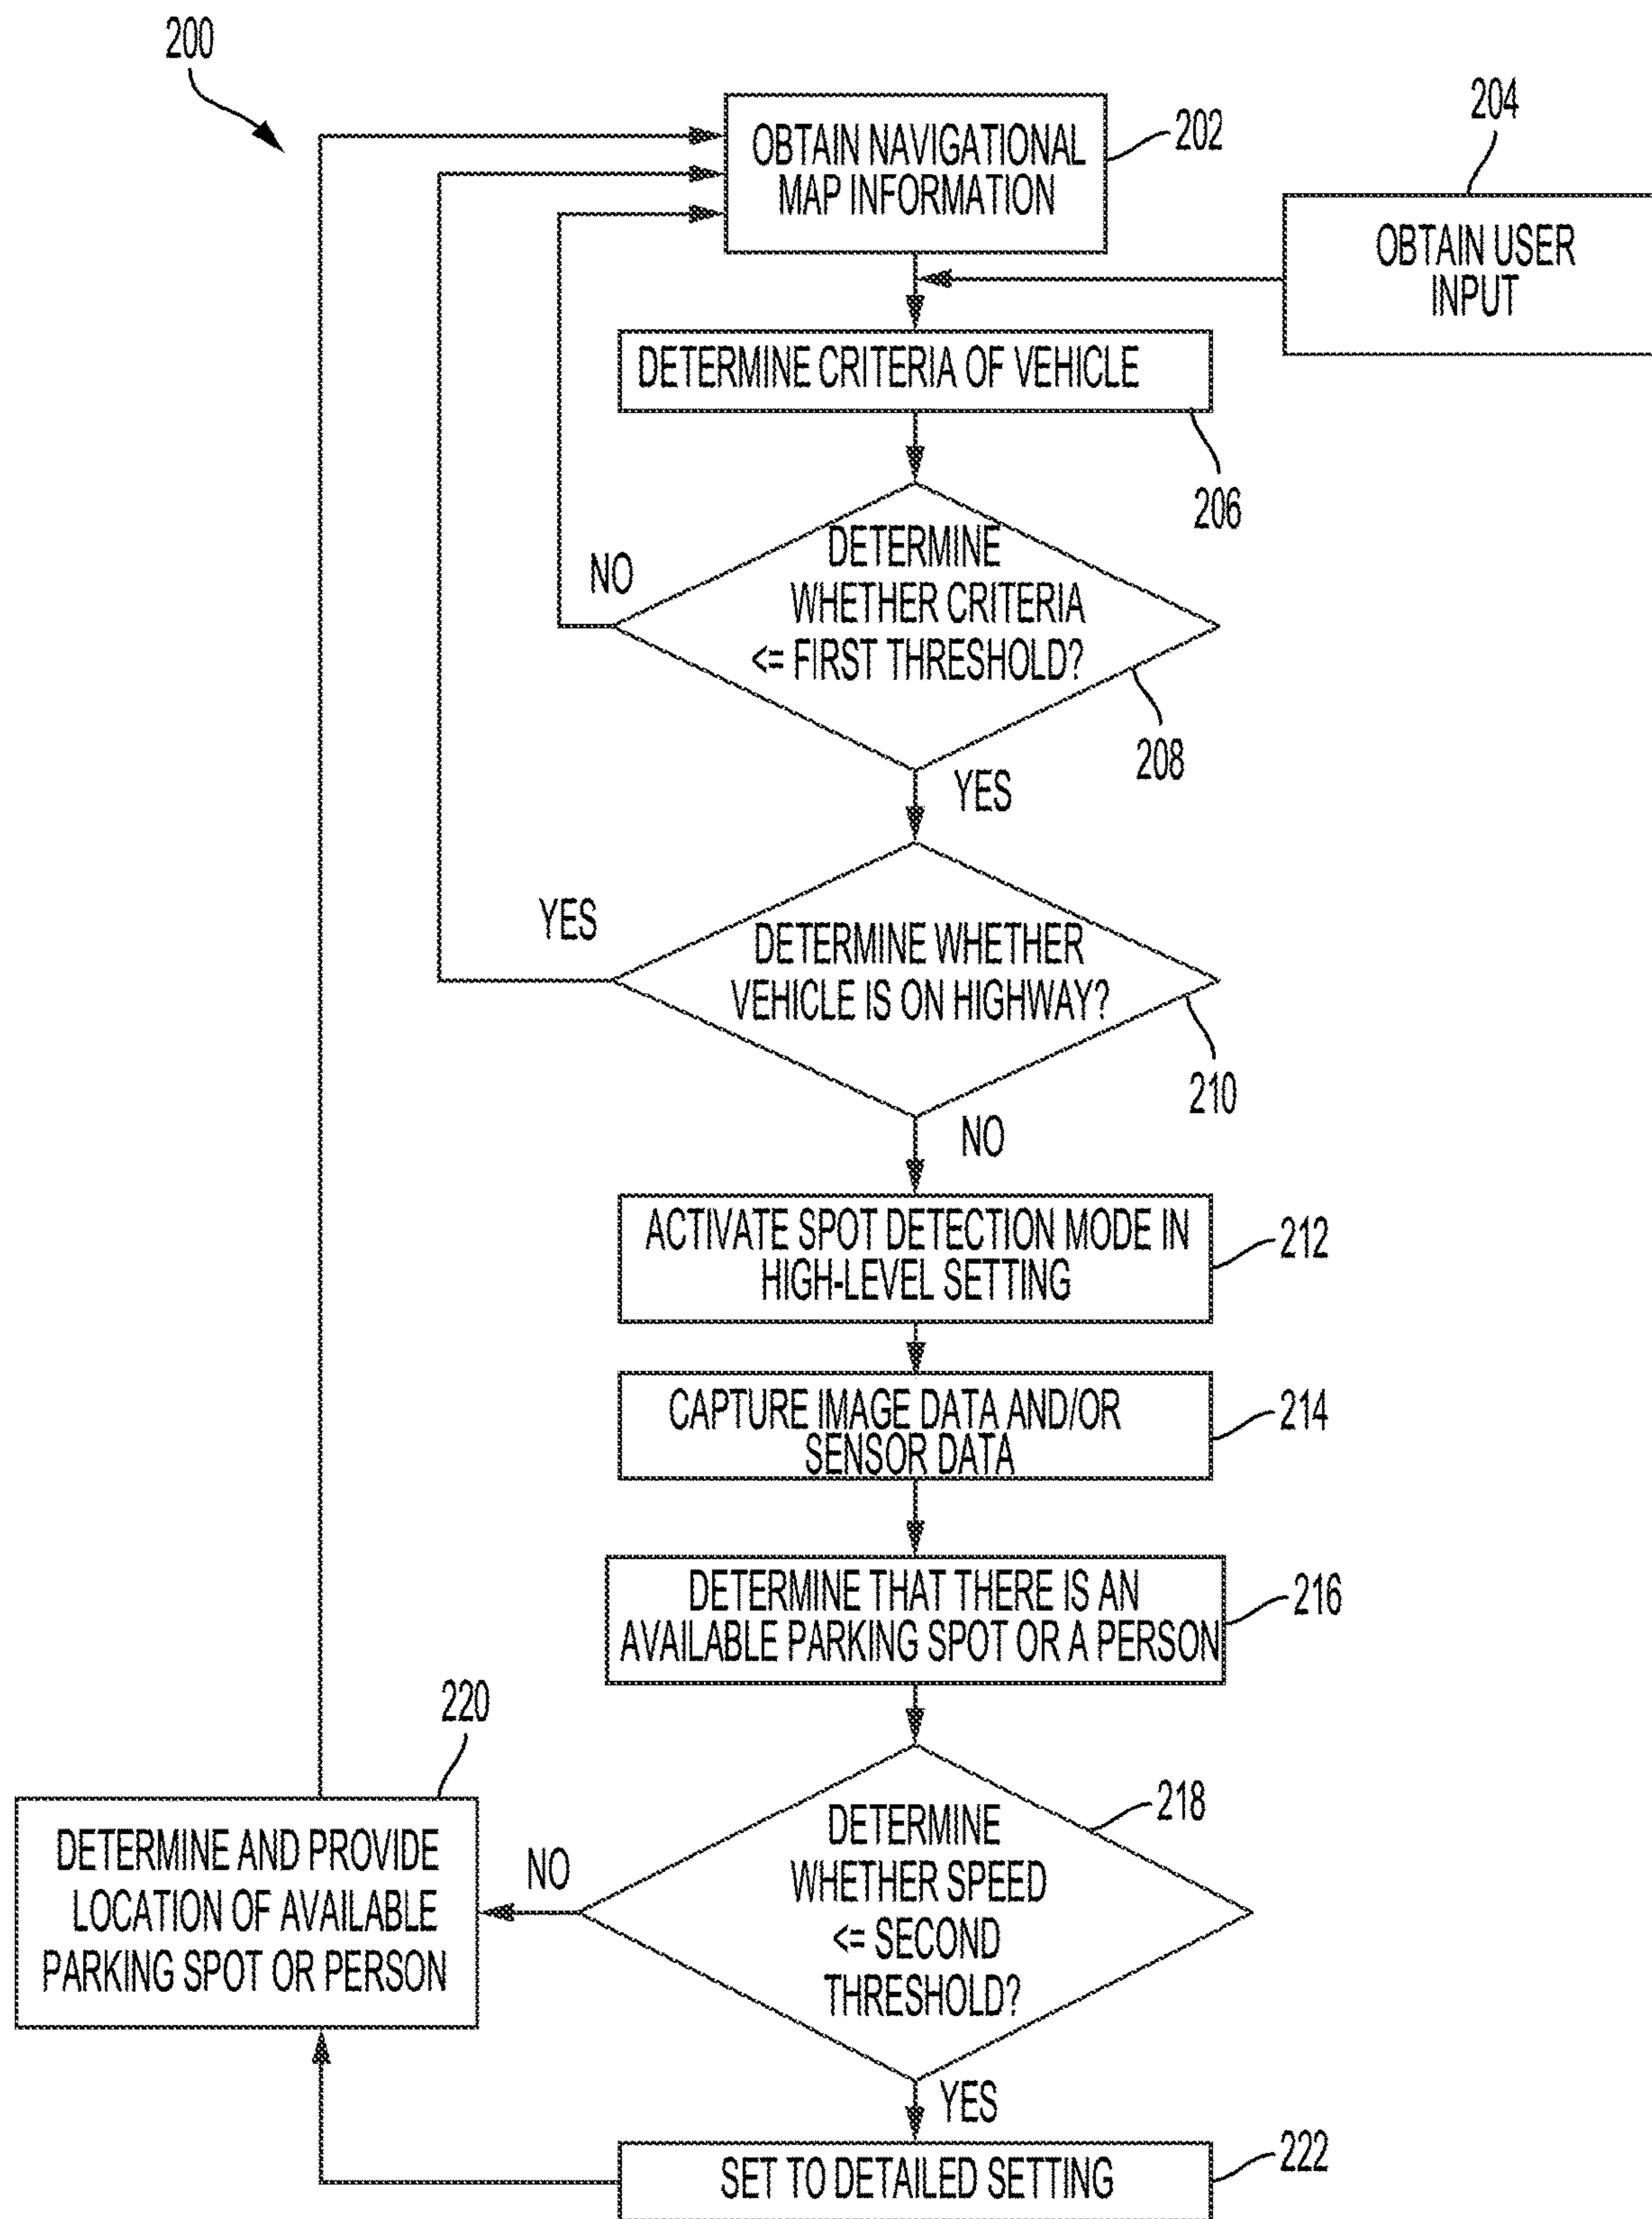 200
OBTAIN NAVIGATIONAL
MAP INFORMATION
202
204
OBTAIN USER
INPUT
DETERMINE CRITERIA OF VEHICLE
206
DETERMINE
WHETHER CRITERIA
<= FIRST THRESHOLD?
NO
208
YES
DETERMINE WHETHER
VEHICLE IS ON HIGHWAY?
YES
210
NO
ACTIVATE SPOT DETECTION MODE IN
HIGH-LEVEL SETTING
212
CAPTURE IMAGE DATA AND/OR
SENSOR DATA
214
DETERMINE THAT THERE IS AN
AVAILABLE PARKING SPOT OR A PERSON
216
DETERMINE
WHETHER SPEED
<= SECOND
THRESHOLD?
218
NO
220
DETERMINE AND PROVIDE
LOCATION OF AVAILABLE
PARKING SPOT OR PERSON
YES
SET TO DETAILED SETTING
222